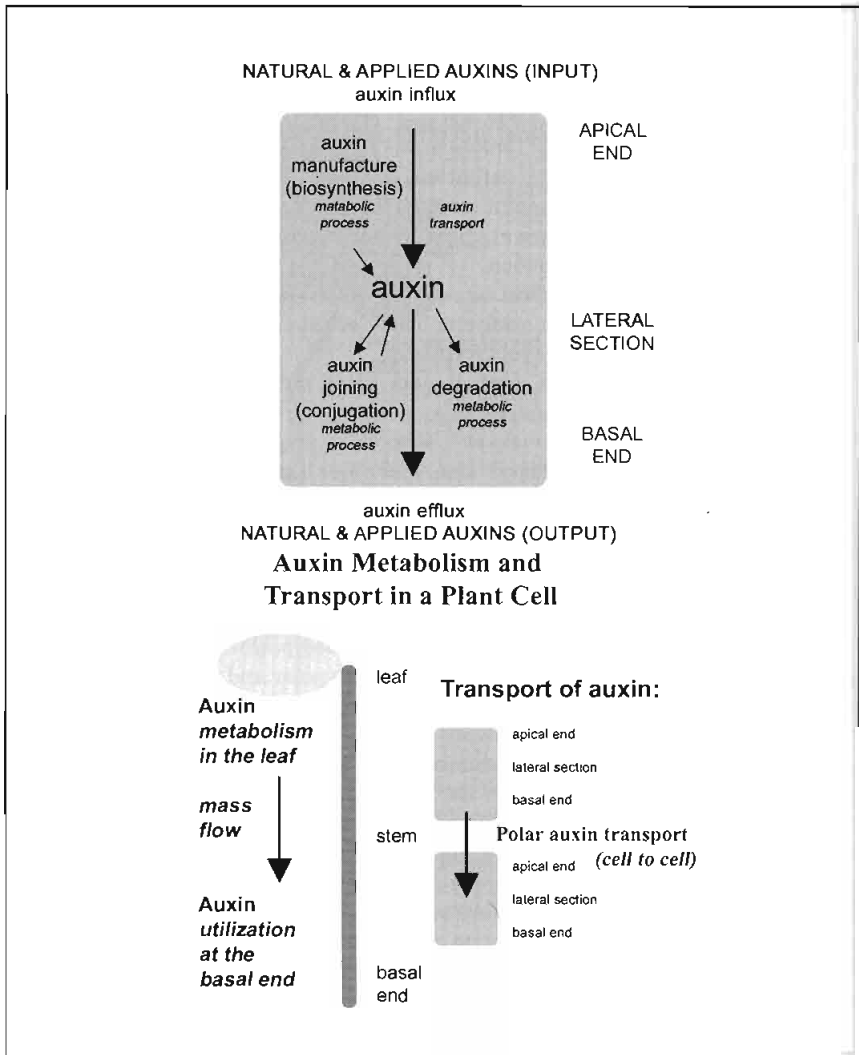 NATURAL & APPLIED AUXINS (INPUT)
auxin influx
APICAL
END
auxin
manufacture
(biosynthesis)
matabolic
process
auxin
transport
auxin
LATERAL
SECTION
auxin
joining
(conjugation)
metabolic
process
auxin
degradation
metabolic
process
BASAL
END
auxin efflux
NATURAL & APPLIED AUXINS (OUTPUT)
Auxin Metabolism and
Transport in a Plant Cell
leaf
Auxin
metabolism
in the leaf
mass
flow
stem
Auxin
utilization
at the
basal end
basal
end
Transport of auxin:
apical end
lateral section
basal end
Polar auxin transport
(cell to cell)
apical end
lateral section
basal end